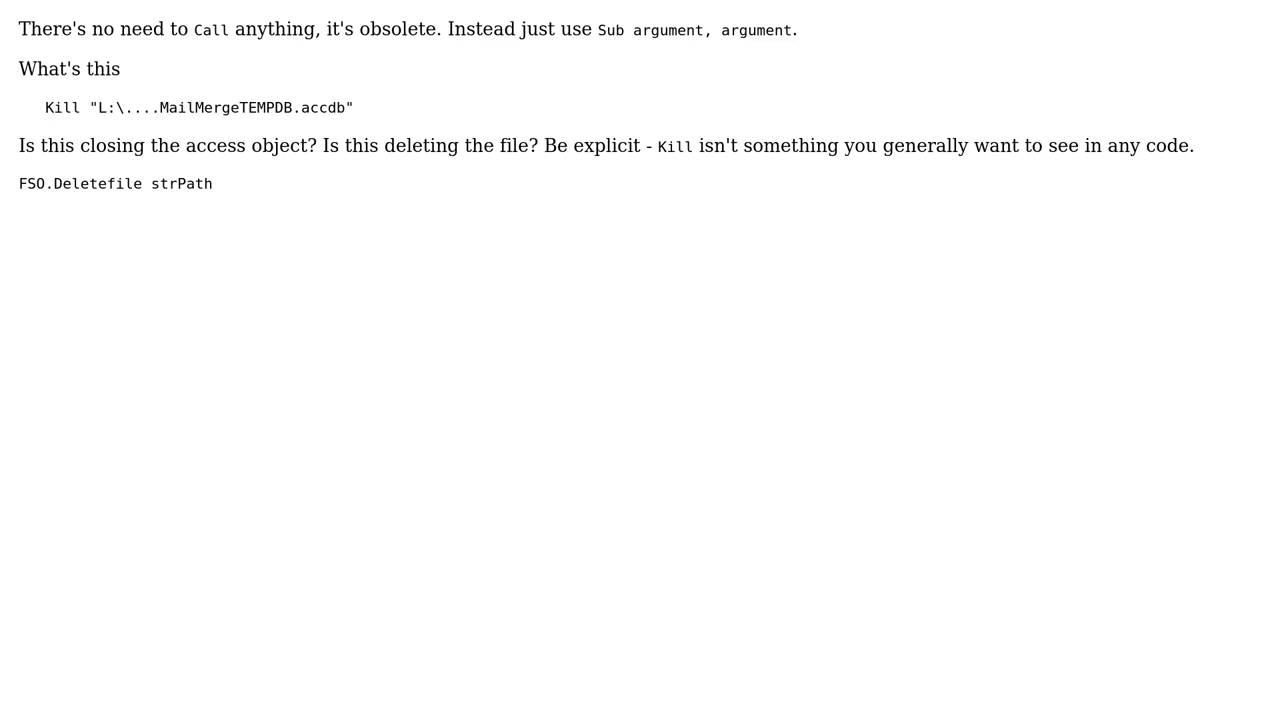 There's no need to Call anything, it's obsolete. Instead just use Sub argument, argument.
What's this
Kill "L:\....MailMergeTEMPDB.accdb"
Is this closing the access object? Is this deleting the file? Be explicit - Kill isn't something you generally want to see in any code.
FSO.Deletefile strPath